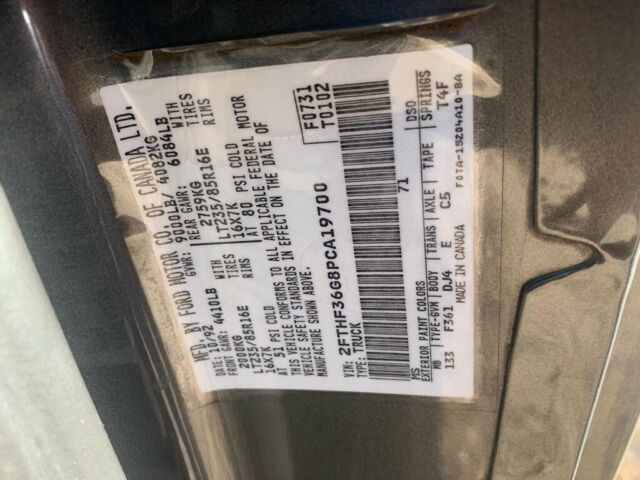 MFD. BY FORD MOTOR CO. OF CANADA LTD.
DATE: 10/92 GVWR: 9000LB/ 4082KG
FRONT GAWR: 4410LB REAR GAWR: 6084LB
2000KG WITH 2759KG WITH
LT235/85R16E TIRES LT235/85R16E TIRES
16X7K RIMS 16X7K RIMS
AT 51 PSI COLD AT 80 PSI COLD
THIS VEHICLE CONFORMS TO ALL APPLICABLE FEDERAL MOTOR
VEHICLE SAFETY STANDARDS IN EFFECT ON THE DATE OF
MANUFACTURE SHOWN ABOVE.
F0731
T0102
VIN: 2FTHF36G8PCA19700
TYPE: TRUCK
71
MS DSO
EXTERIOR PAINT COLORS
WB TYPE-GVW BODY TRANS AXLE TAPE SPRINGS
133 F361 DJ4 E C5 T4F
MADE IN CANADA F0TA-15204A10-BA